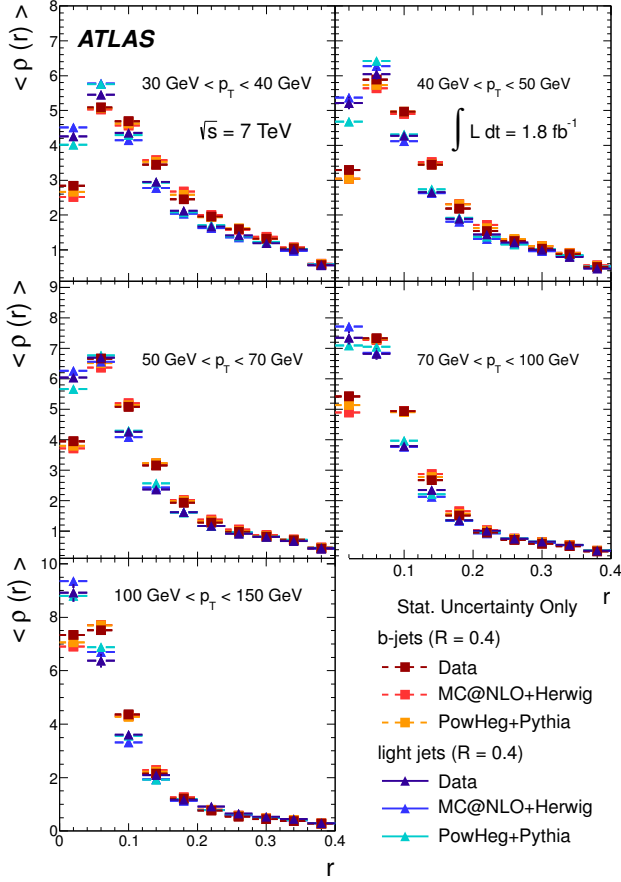 < ρ (r) >
8
7
6
5
4
3
2
1
ATLAS
30 GeV < p_T < 40 GeV
√s = 7 TeV
40 GeV < p_T < 50 GeV
∫ L dt = 1.8 fb⁻¹
< ρ (r) >
9
8
7
6
5
4
3
2
1
50 GeV < p_T < 70 GeV
70 GeV < p_T < 100 GeV
0.1 0.2 0.3 0.4
r
< ρ (r) >
10
8
6
4
2
0
100 GeV < p_T < 150 GeV
0 0.1 0.2 0.3 0.4
r
Stat. Uncertainty Only
b-jets (R = 0.4)
Data
MC@NLO+Herwig
PowHeg+Pythia
light jets (R = 0.4)
Data
MC@NLO+Herwig
PowHeg+Pythia